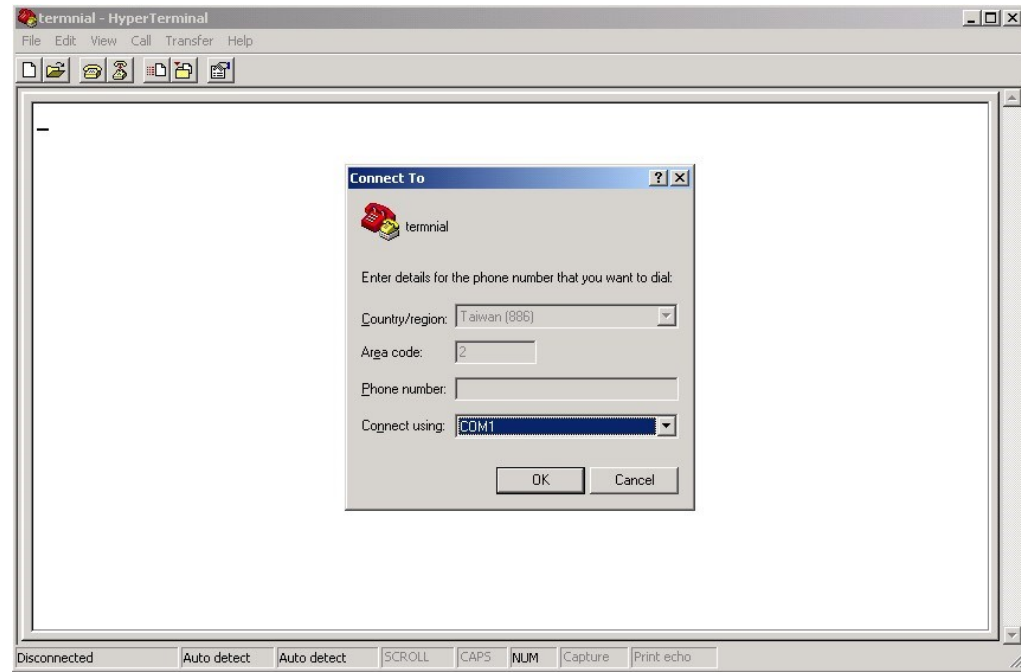 termnial - HyperTerminal
File Edit View Call Transfer Help
Connect To
termnial
Enter details for the phone number that you want to dial:
Country/region: Taiwan (886)
Area code: 2
Phone number:
Connect using: COM1
OK Cancel
Disconnected Auto detect Auto detect SCROLL CAPS NUM Capture Print echo